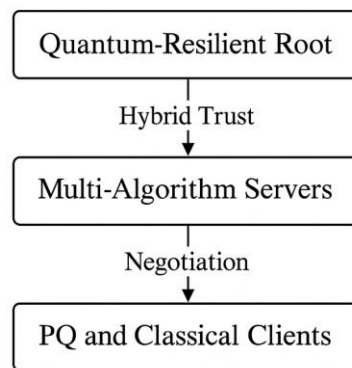 Quantum-Resilient Root
Hybrid Trust
Multi-Algorithm Servers
Negotiation
PQ and Classical Clients